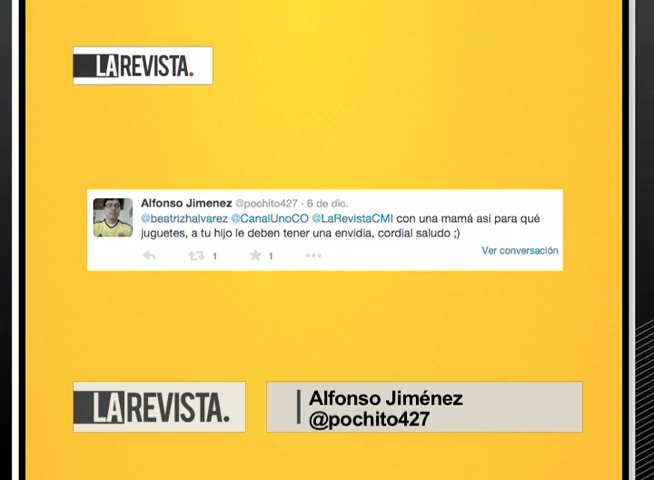 LAREVISTA.
Alfonso Jimenez @pochito427 · 6 de dic.
@beatrizhalvarez @CanalUnoCO @LaRevistaCMI con una mamá así para qué
juguetes, a tu hijo le deben tener una envidia, cordial saludo ;)
1 1 ••• Ver conversación
LAREVISTA.
Alfonso Jiménez
@pochito427